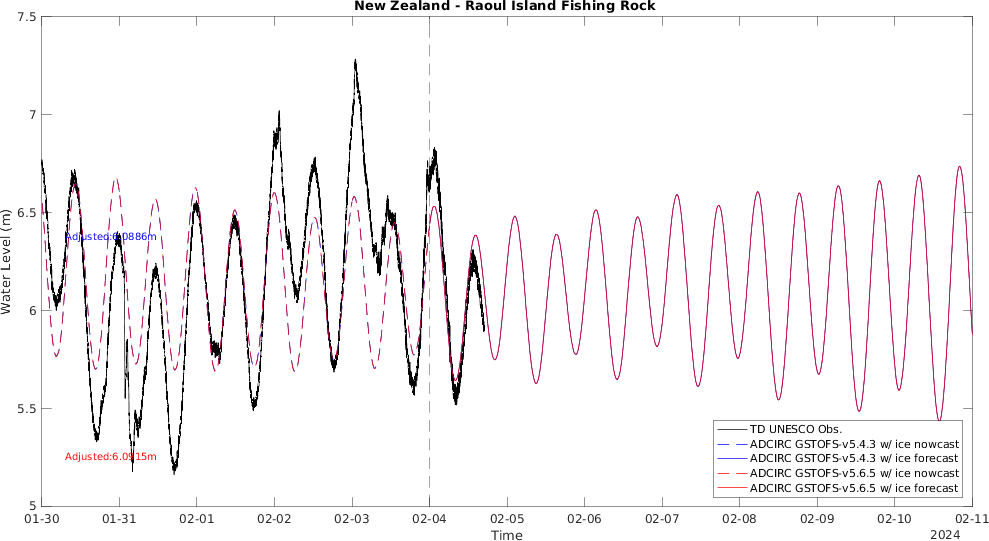 New Zealand - Raoul Island Fishing Rock
7.5
7
6.5
6
5.5
5
Water Level (m)
Adjusted:6.0886m
Adjusted:6.0915m
TD UNESCO Obs.
ADCIRC GSTOFS-v5.4.3 w/ ice nowcast
ADCIRC GSTOFS-v5.4.3 w/ ice forecast
ADCIRC GSTOFS-v5.6.5 w/ ice nowcast
ADCIRC GSTOFS-v5.6.5 w/ ice forecast
01-30 01-31 02-01 02-02 02-03 02-04 02-05 02-06 02-07 02-08 02-09 02-10 02-11
Time
2024